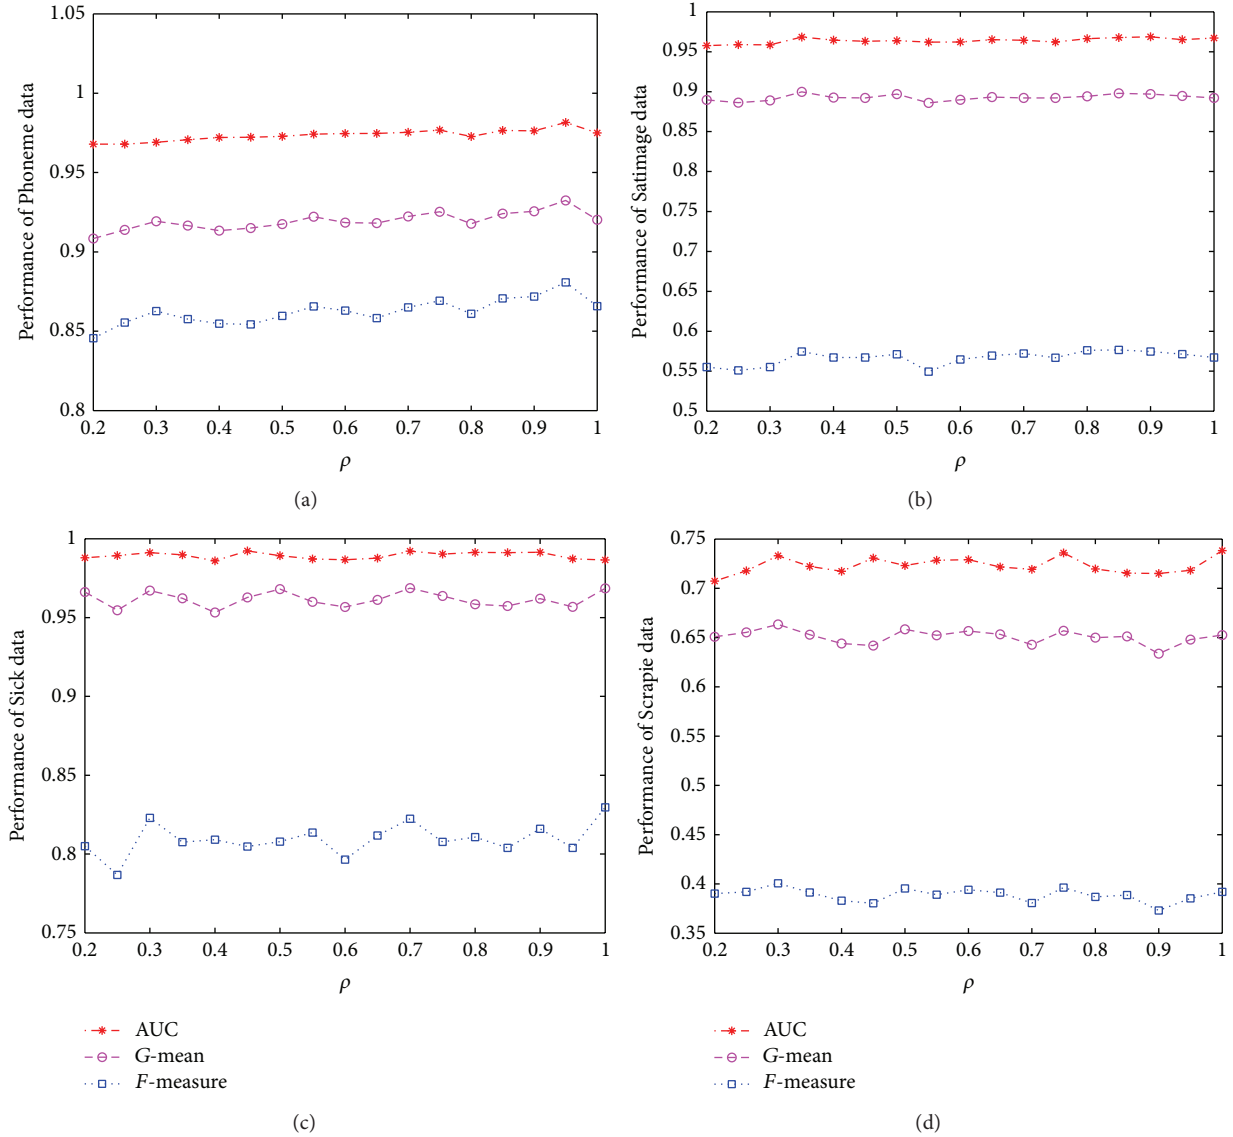 Performance of Phoneme data
1.05
1
0.95
0.9
0.85
0.8
0.2 0.3 0.4 0.5 0.6 0.7 0.8 0.9 1
ρ
(a)
Performance of Satimage data
1
0.95
0.9
0.85
0.8
0.75
0.7
0.65
0.6
0.55
0.5
0.2 0.3 0.4 0.5 0.6 0.7 0.8 0.9 1
ρ
(b)
Performance of Sick data
1
0.95
0.9
0.85
0.8
0.75
0.2 0.3 0.4 0.5 0.6 0.7 0.8 0.9 1
ρ
AUC
G-mean
F-measure
(c)
Performance of Scrapie data
0.75
0.7
0.65
0.6
0.55
0.5
0.45
0.4
0.35
0.2 0.3 0.4 0.5 0.6 0.7 0.8 0.9 1
ρ
AUC
G-mean
F-measure
(d)